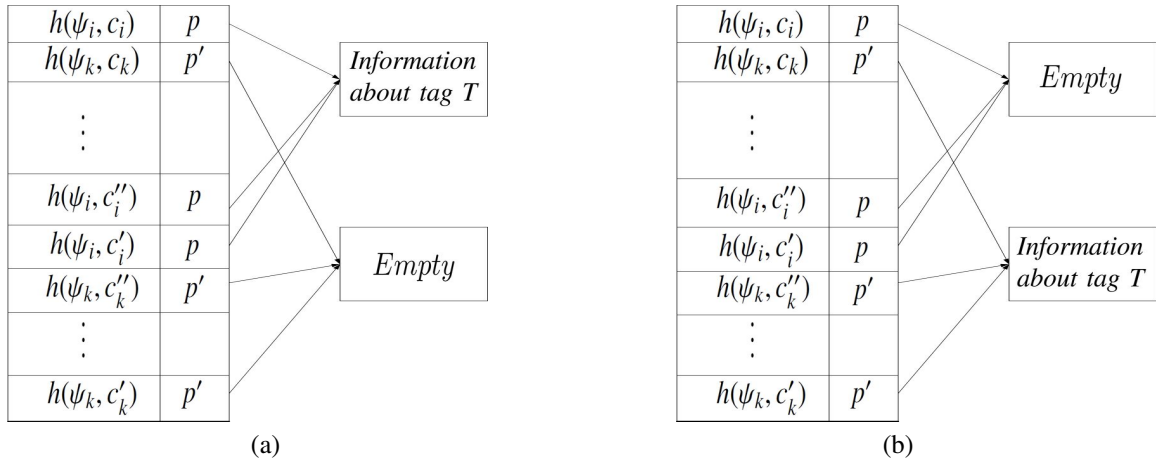 h(ψᵢ, cᵢ) p
h(ψₖ, cₖ) p′
⋮
h(ψᵢ, c″ᵢ) p
h(ψᵢ, c′ᵢ) p
h(ψₖ, c″ₖ) p′
⋮
h(ψₖ, c′ₖ) p′
Information
about tag T
Empty
(a)
h(ψᵢ, cᵢ) p
h(ψₖ, cₖ) p′
⋮
h(ψᵢ, c″ᵢ) p
h(ψᵢ, c′ᵢ) p
h(ψₖ, c″ₖ) p′
⋮
h(ψₖ, c′ₖ) p′
Empty
Information
about tag T
(b)